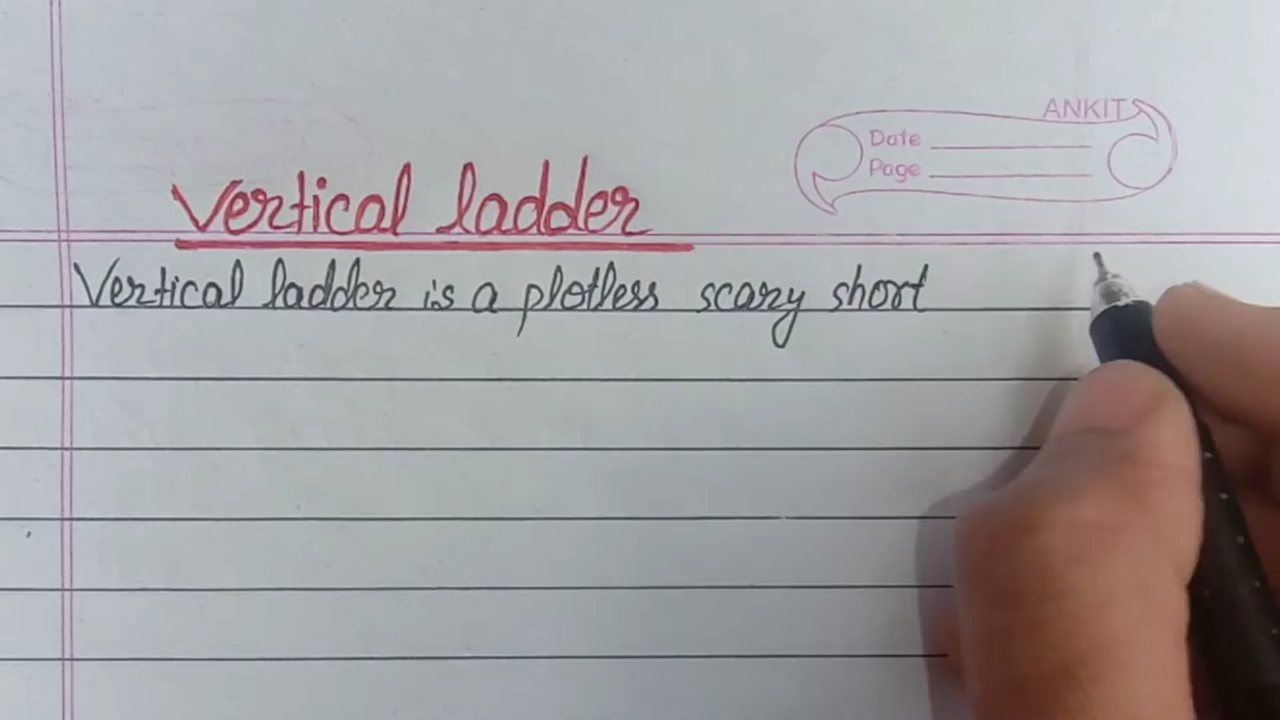 ANKIT
Date
Page
Vertical ladder
Vertical ladder is a plotless scary short